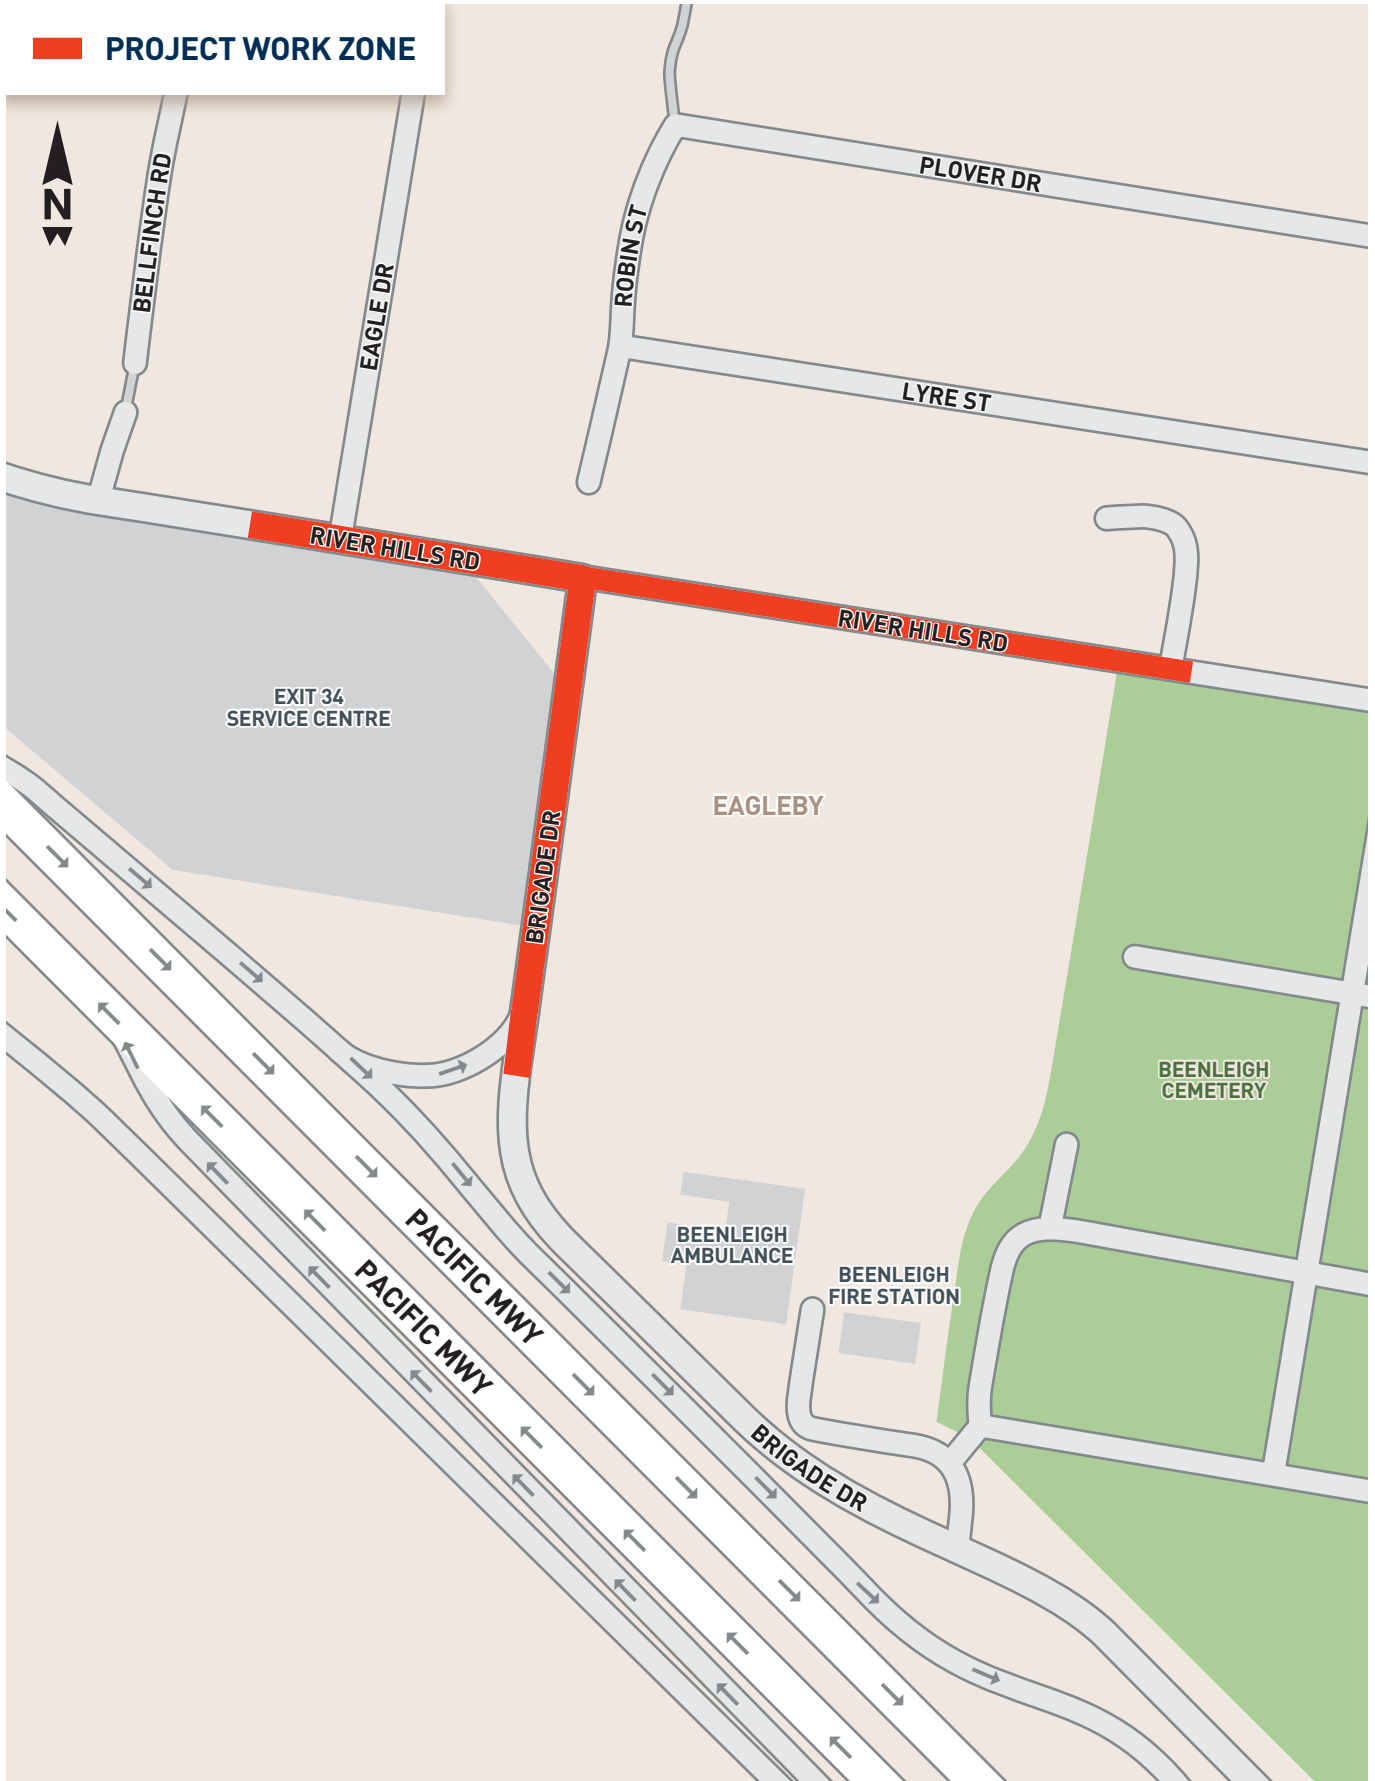 PROJECT WORK ZONE
N
BELLFINCH RD
EAGLE DR
ROBIN ST
PLOVER DR
LYRE ST
RIVER HILLS RD
RIVER HILLS RD
EXIT 34
SERVICE CENTRE
EAGLEBY
BRIGADE DR
BEENLEIGH
CEMETERY
BEENLEIGH
AMBULANCE
BEENLEIGH
FIRE STATION
PACIFIC MWY
PACIFIC MWY
BRIGADE DR